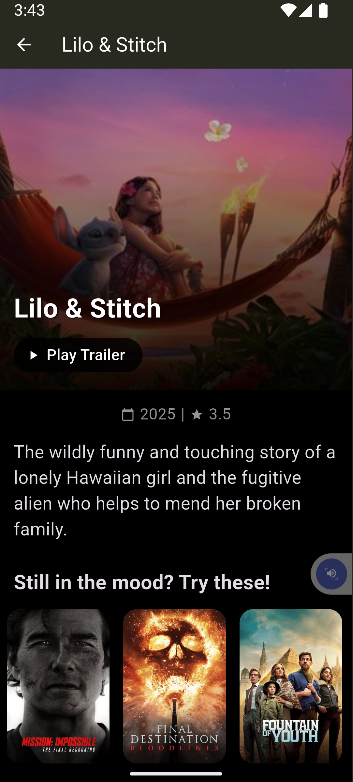 3:43
Lilo & Stitch
Lilo & Stitch
Play Trailer
2025 | 3.5
The wildly funny and touching story of a
lonely Hawaiian girl and the fugitive
alien who helps to mend her broken
family.
Still in the mood? Try these!
MISSION: IMPOSSIBLE
THE FINAL RECKONING
FINAL
DESTINATION
BLOODLINES
FOUNTAIN
OF YOUTH